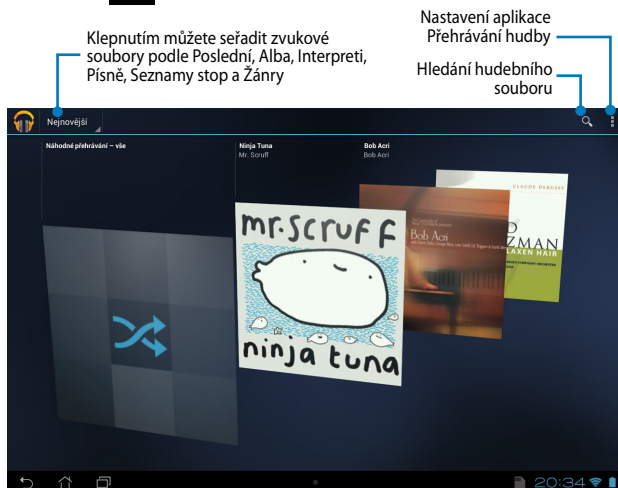 Nastavení aplikace
Přehrávání hudby
Klepnutím můžete seřadit zvukové
soubory podle Poslední, Alba, Interpreti,
Písně, Seznamy stop a Žánry
Hledání hudebního
souboru
Nejnovější
Náhodné přehrávání – vše
Ninja Tuna
Mr. Scruff
Bob Acri
Bob Acri
mr. scruff
ninja tuna
Bob Acri
CLAUDE DEBUSSY
ZMAN
LAXEN HAIR
20:34